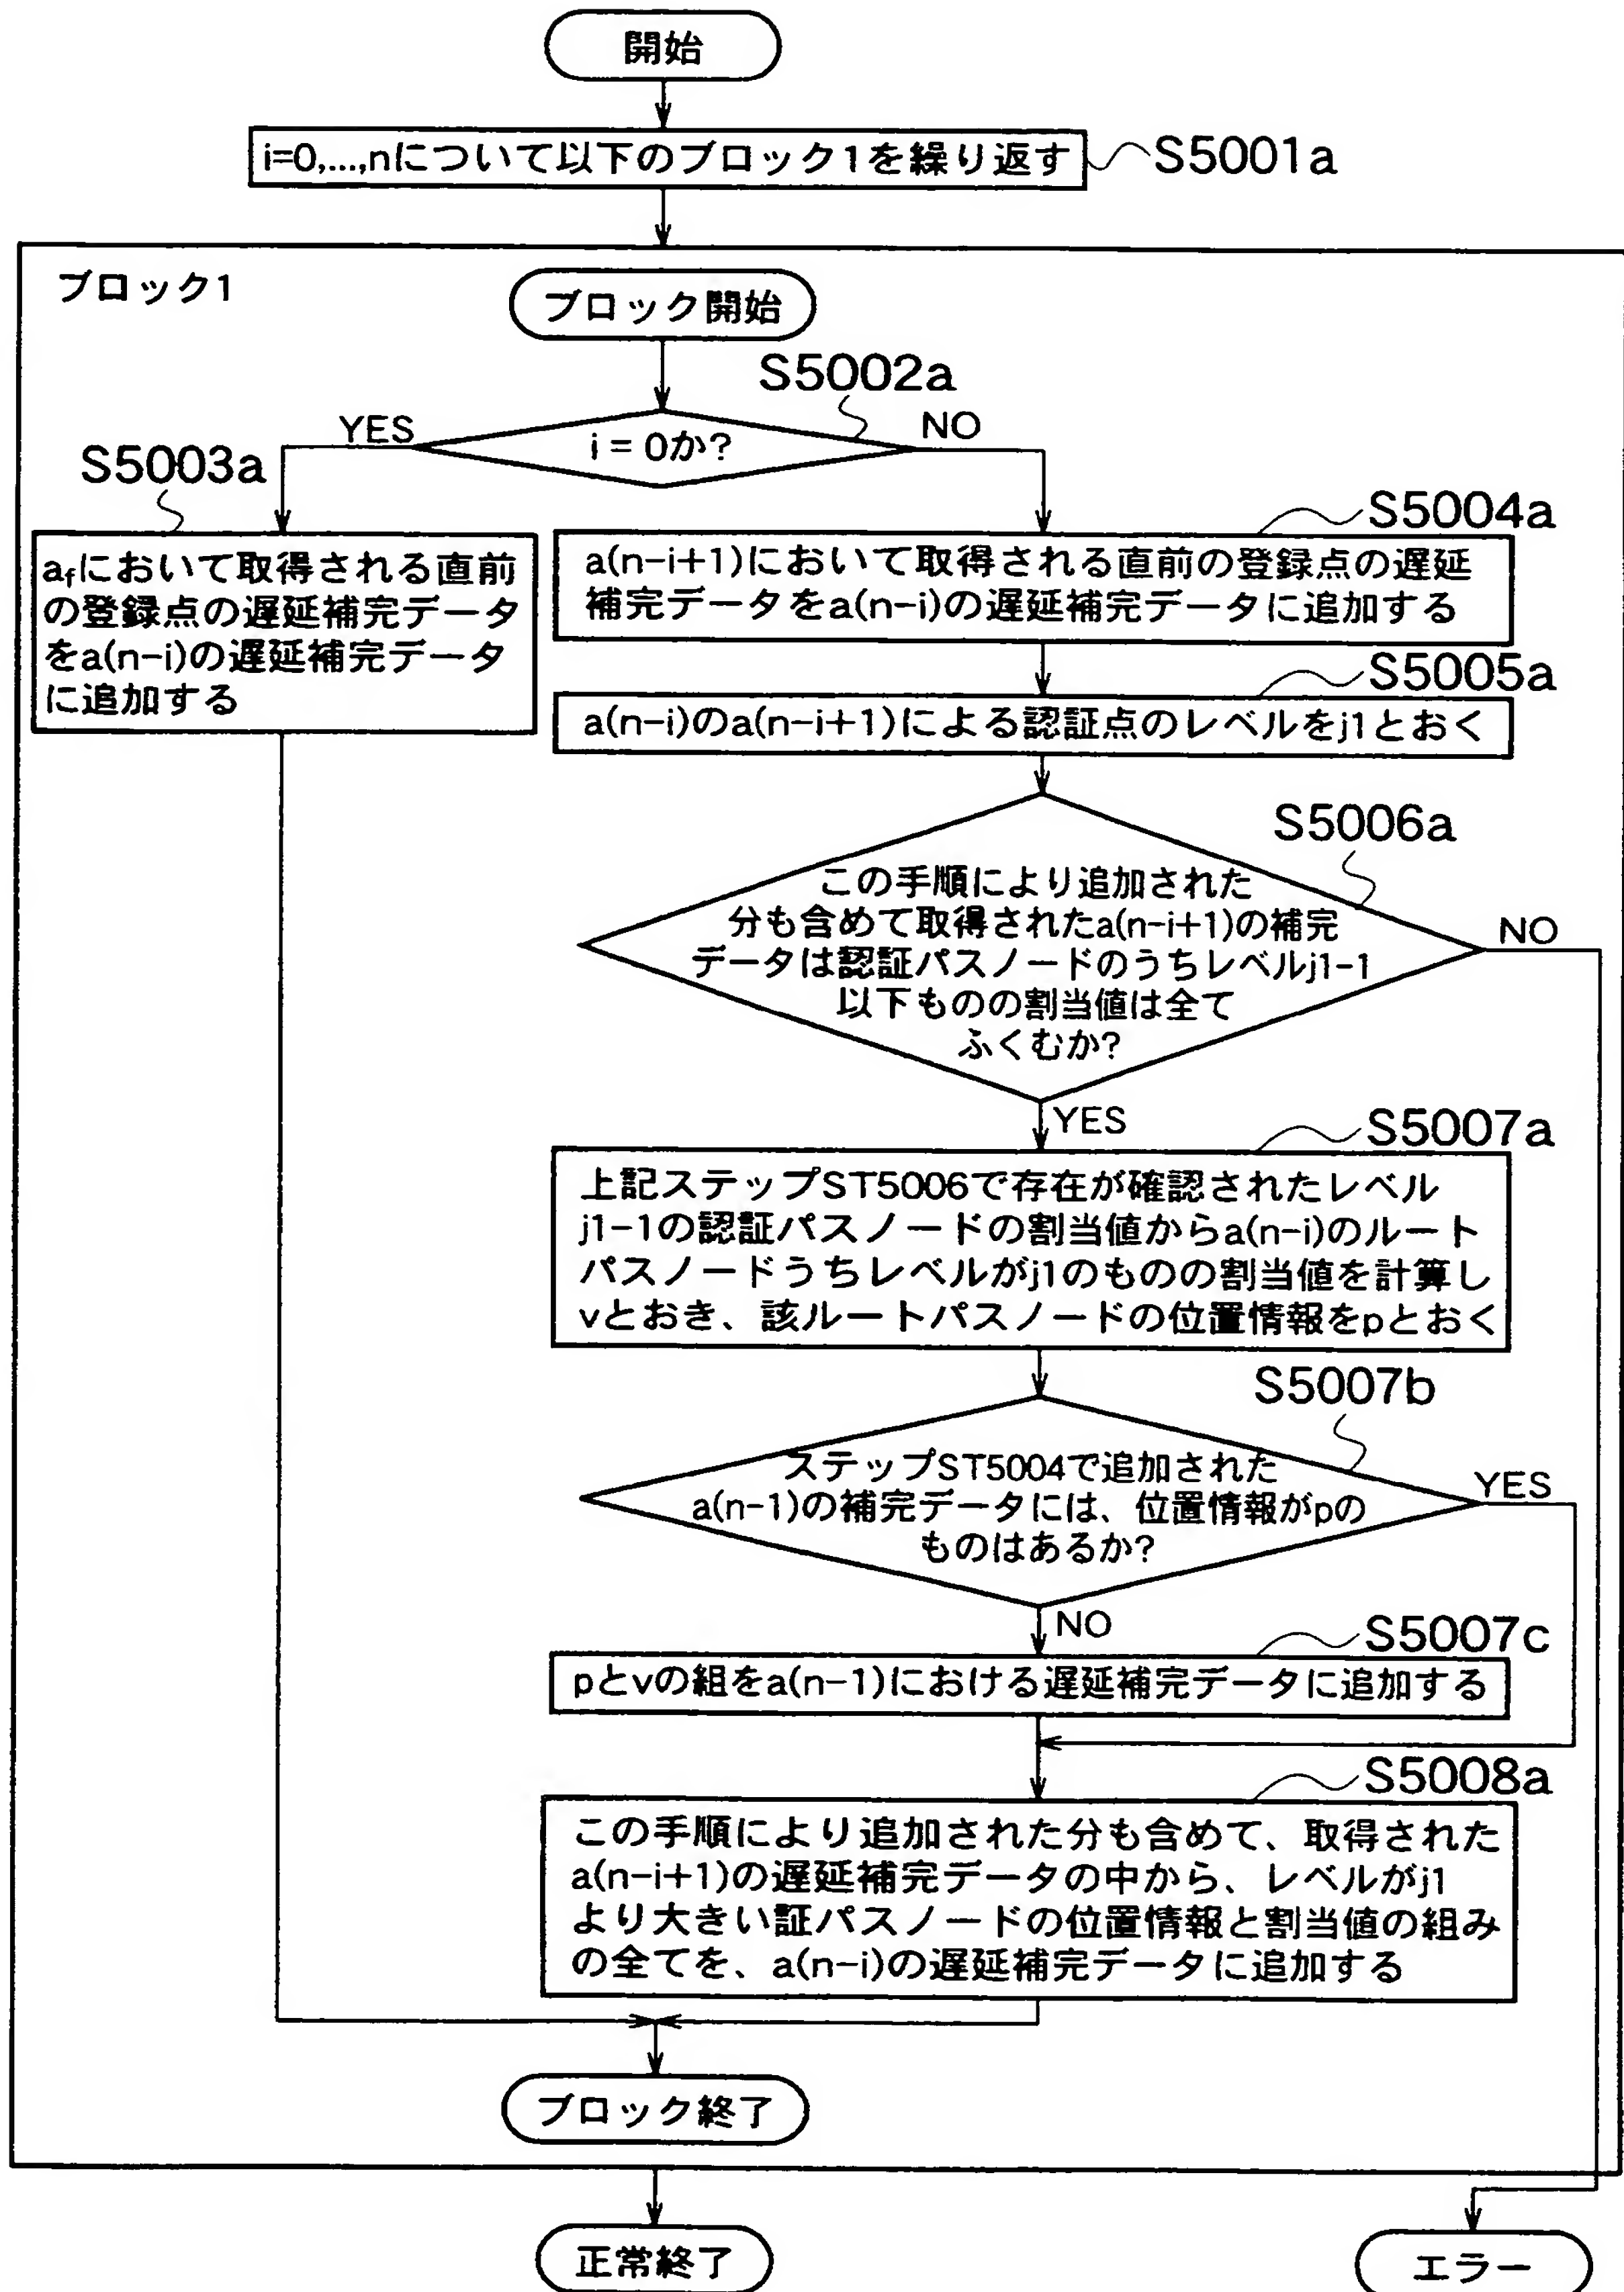 開始
i=0,...,nについて以下のブロック1を繰り返す
S5001a
ブロック1
ブロック開始
S5002a
YES
i = 0か?
NO
S5003a
afにおいて取得される直前
の登録点の遅延補完データ
をa(n-i)の遅延補完データ
に追加する
S5004a
a(n-i+1)において取得される直前の登録点の遅延
補完データをa(n-i)の遅延補完データに追加する
S5005a
a(n-i)のa(n-i+1)による認証点のレベルをj1とおく
S5006a
この手順により追加された
分も含めて取得されたa(n-i+1)の補完
データは認証パスノードのうちレベルj1-1
以下ものの割当値は全て
ふくむか?
NO
YES
S5007a
上記ステップST5006で存在が確認されたレベル
j1-1の認証パスノードの割当値からa(n-i)のルート
パスノードうちレベルがj1のものの割当値を計算し
vとおき、該ルートパスノードの位置情報をpとおく
S5007b
ステップST5004で追加された
a(n-1)の補完データには、位置情報がpの
ものはあるか?
YES
NO
S5007c
pとvの組をa(n-1)における遅延補完データに追加する
S5008a
この手順により追加された分も含めて、取得された
a(n-i+1)の遅延補完データの中から、レベルがj1
より大きい証パスノードの位置情報と割当値の組み
の全てを、a(n-i)の遅延補完データに追加する
ブロック終了
正常終了
エラー